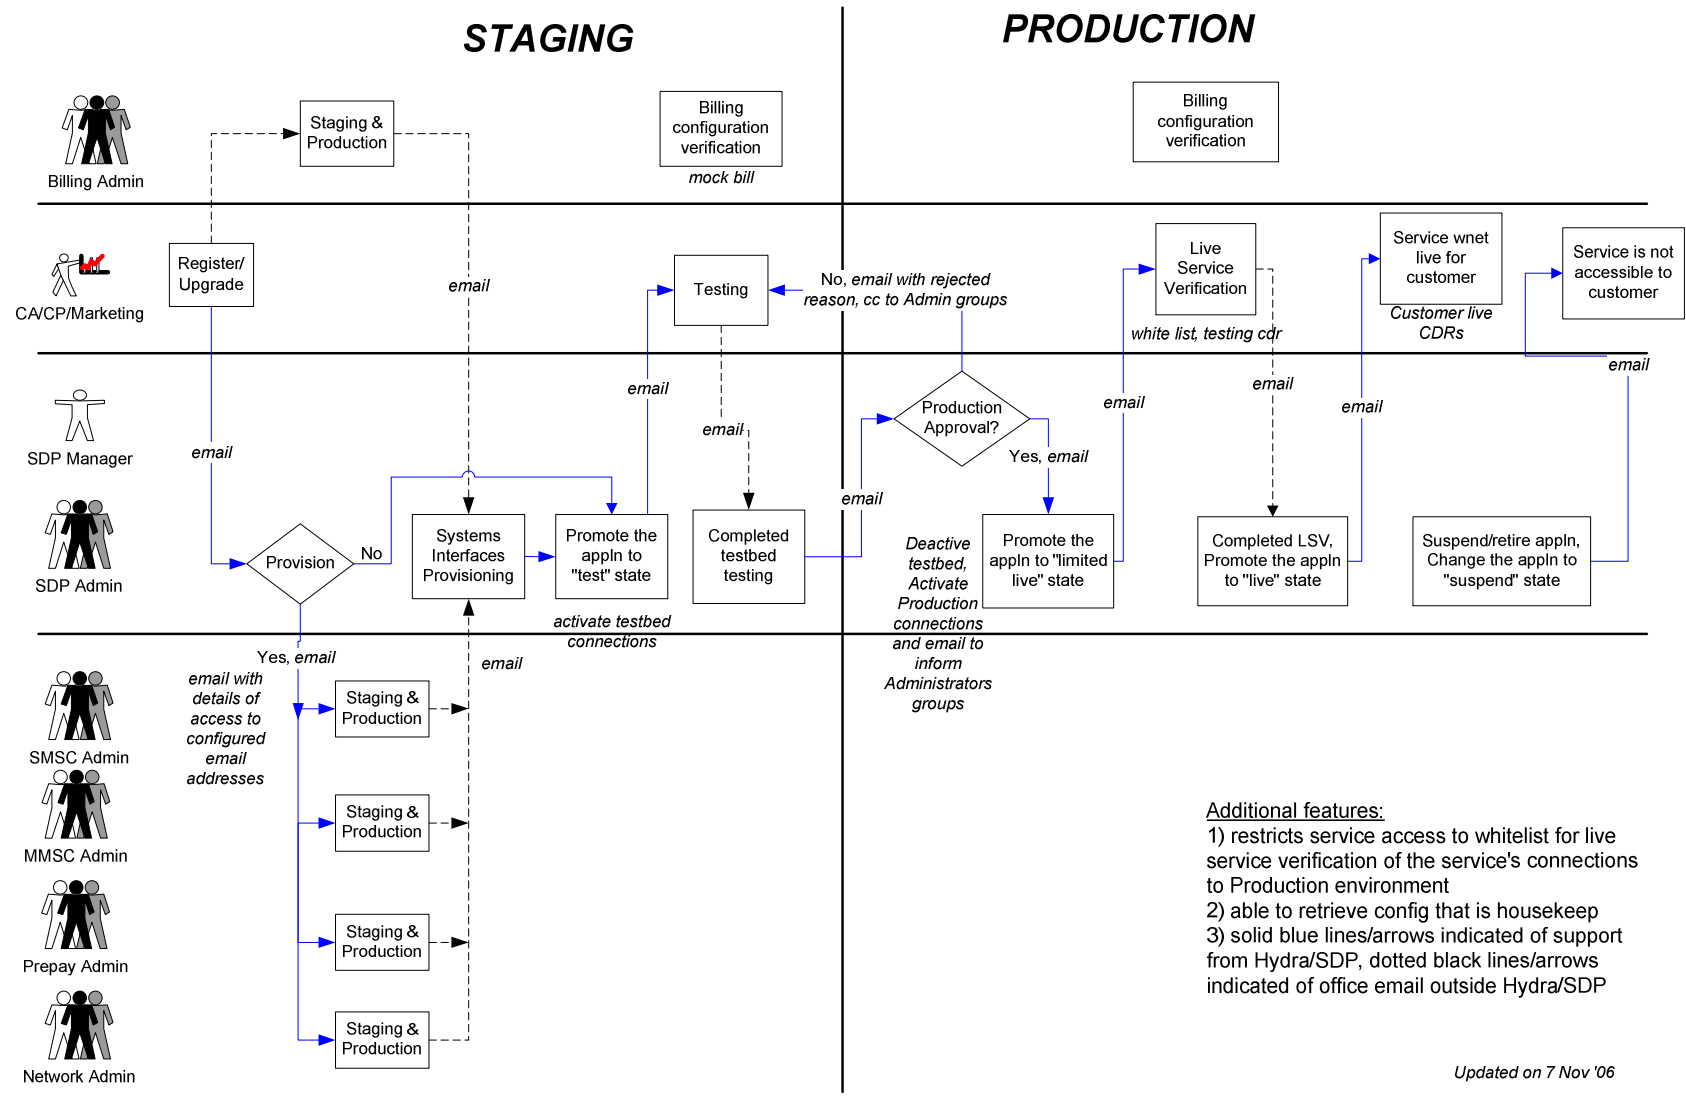 STAGING
PRODUCTION
Billing Admin
Staging &
Production
Billing
configuration
verification
mock bill
Billing
configuration
verification
CA/CP/Marketing
Register/
Upgrade
email
Testing
No, email with rejected
reason, cc to Admin groups
Live
Service
Verification
white list, testing cdr
Service wnet
live for
customer
Customer live
CDRs
Service is not
accessible to
customer
SDP Manager
email
email
email
Production
Approval?
Yes, email
email
email
email
email
SDP Admin
Provision
No
Systems
Interfaces
Provisioning
Promote the
appln to
"test" state
activate testbed
connections
Completed
testbed
testing
email
Deactive
testbed,
Activate
Production
connections
and email to
inform
Administrators
groups
Promote the
appln to "limited
live" state
Completed LSV,
Promote the appln
to "live" state
Suspend/retire appln,
Change the appln to
"suspend" state
Yes, email
email with
details of
access to
configured
email
addresses
email
SMSC Admin
Staging &
Production
MMSC Admin
Staging &
Production
Prepay Admin
Staging &
Production
Network Admin
Staging &
Production
Additional features:
1) restricts service access to whitelist for live
service verification of the service's connections
to Production environment
2) able to retrieve config that is housekeep
3) solid blue lines/arrows indicated of support
from Hydra/SDP, dotted black lines/arrows
indicated of office email outside Hydra/SDP
Updated on 7 Nov '06